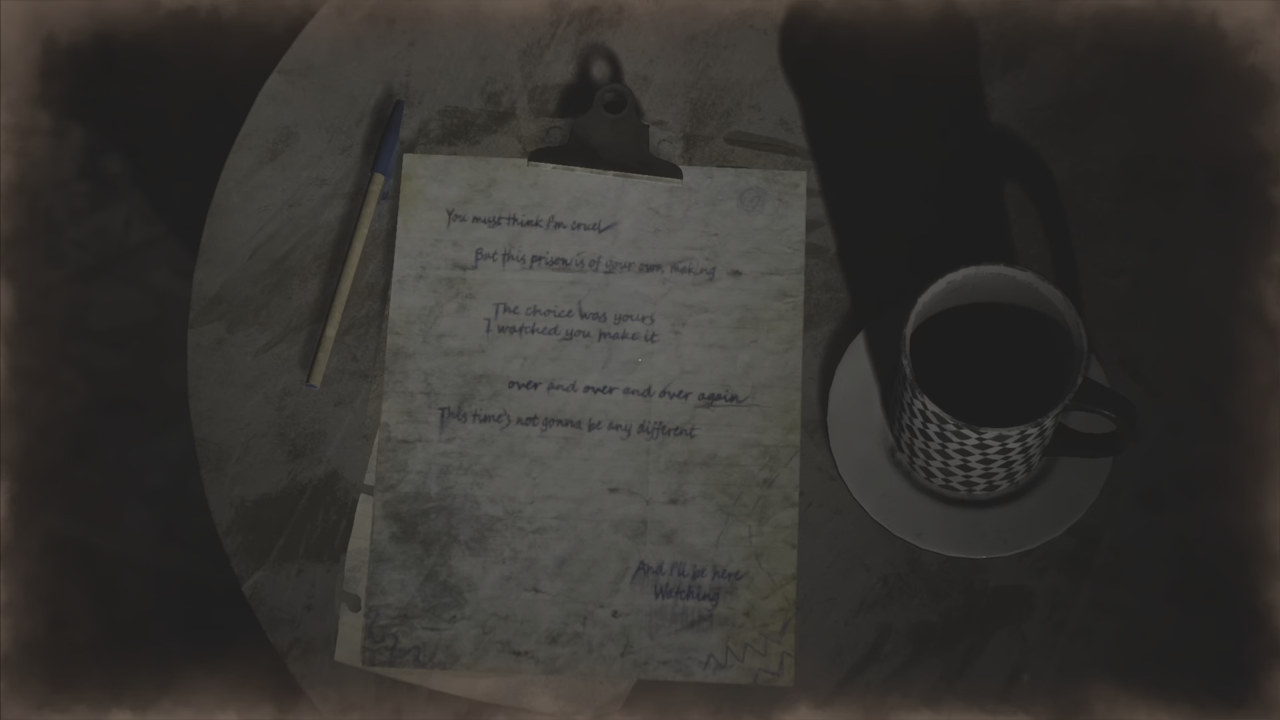 You must think I'm cruel
But this prison is of your own making
The choice was yours
I watched you make it
over and over and over again
This time's not gonna be any different
And I'll be here
Watching